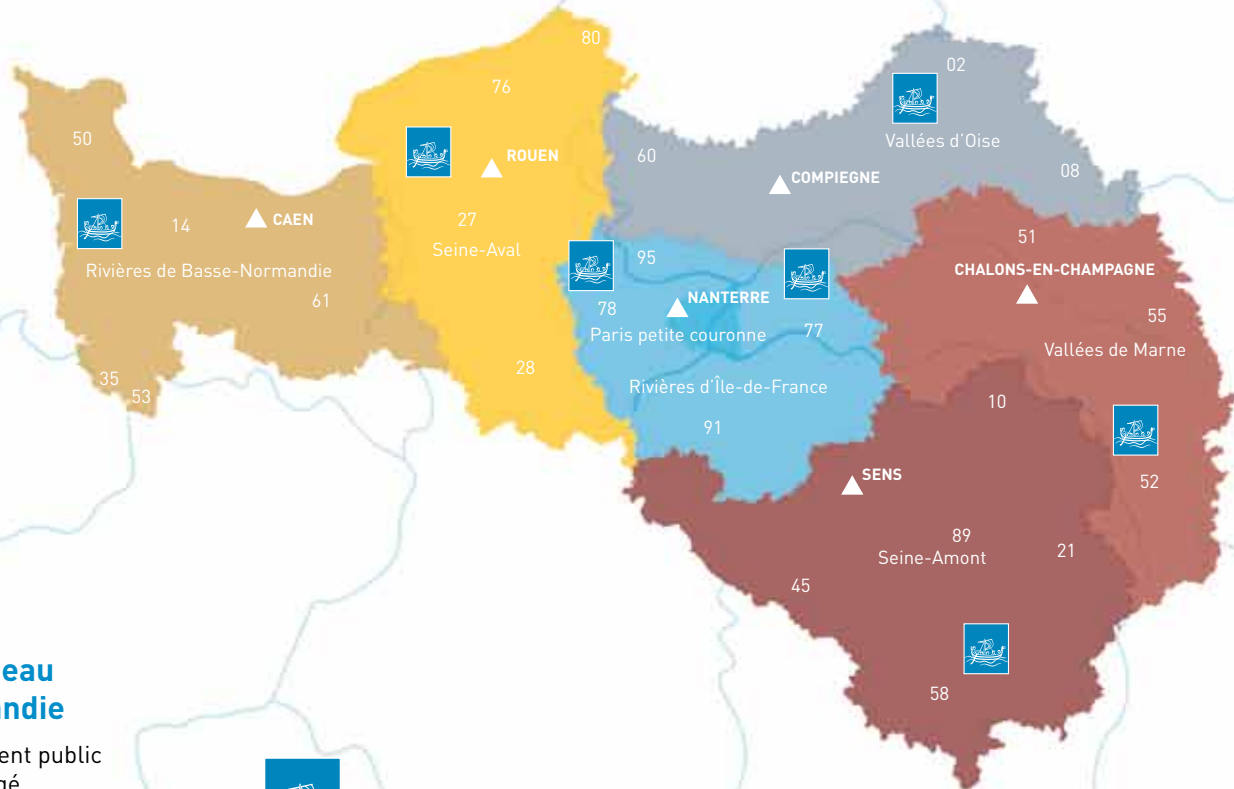 80
02
76
50
Vallées d'Oise
ROUEN
60
08
COMPIEGNE
27
14
CAEN
51
Seine-Aval
95
Rivières de Basse-Normandie
CHALONS-EN-CHAMPAGNE
61
NANTERRE
78
55
Paris petite couronne
77
Vallées de Marne
28
35
53
Rivières d'Île-de-France
10
91
SENS
52
89
21
Seine-Amont
45
58
eau
andie
ent public
gé